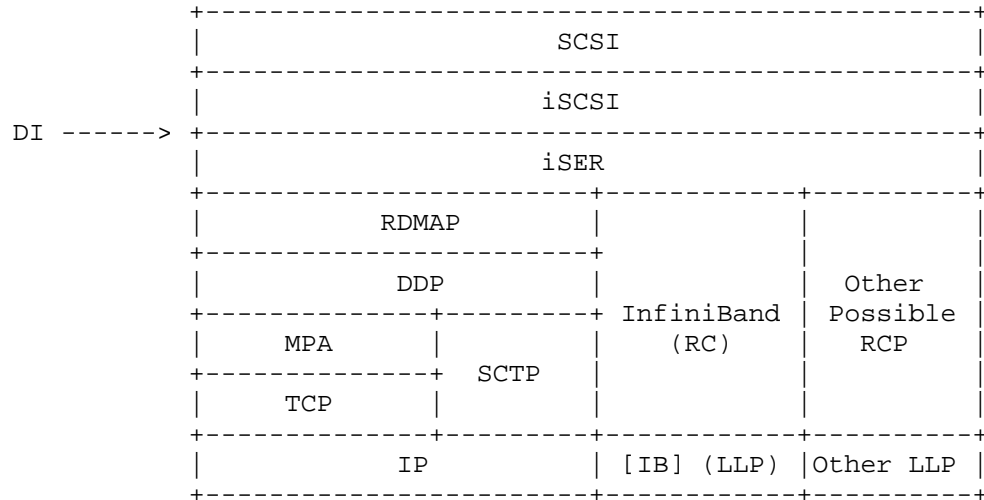 SCSI
iSCSI
DI ------>
iSER
RDMAP
DDP
Other
InfiniBand Possible
MPA (RC) RCP
SCTP
TCP
IP [IB] (LLP) Other LLP